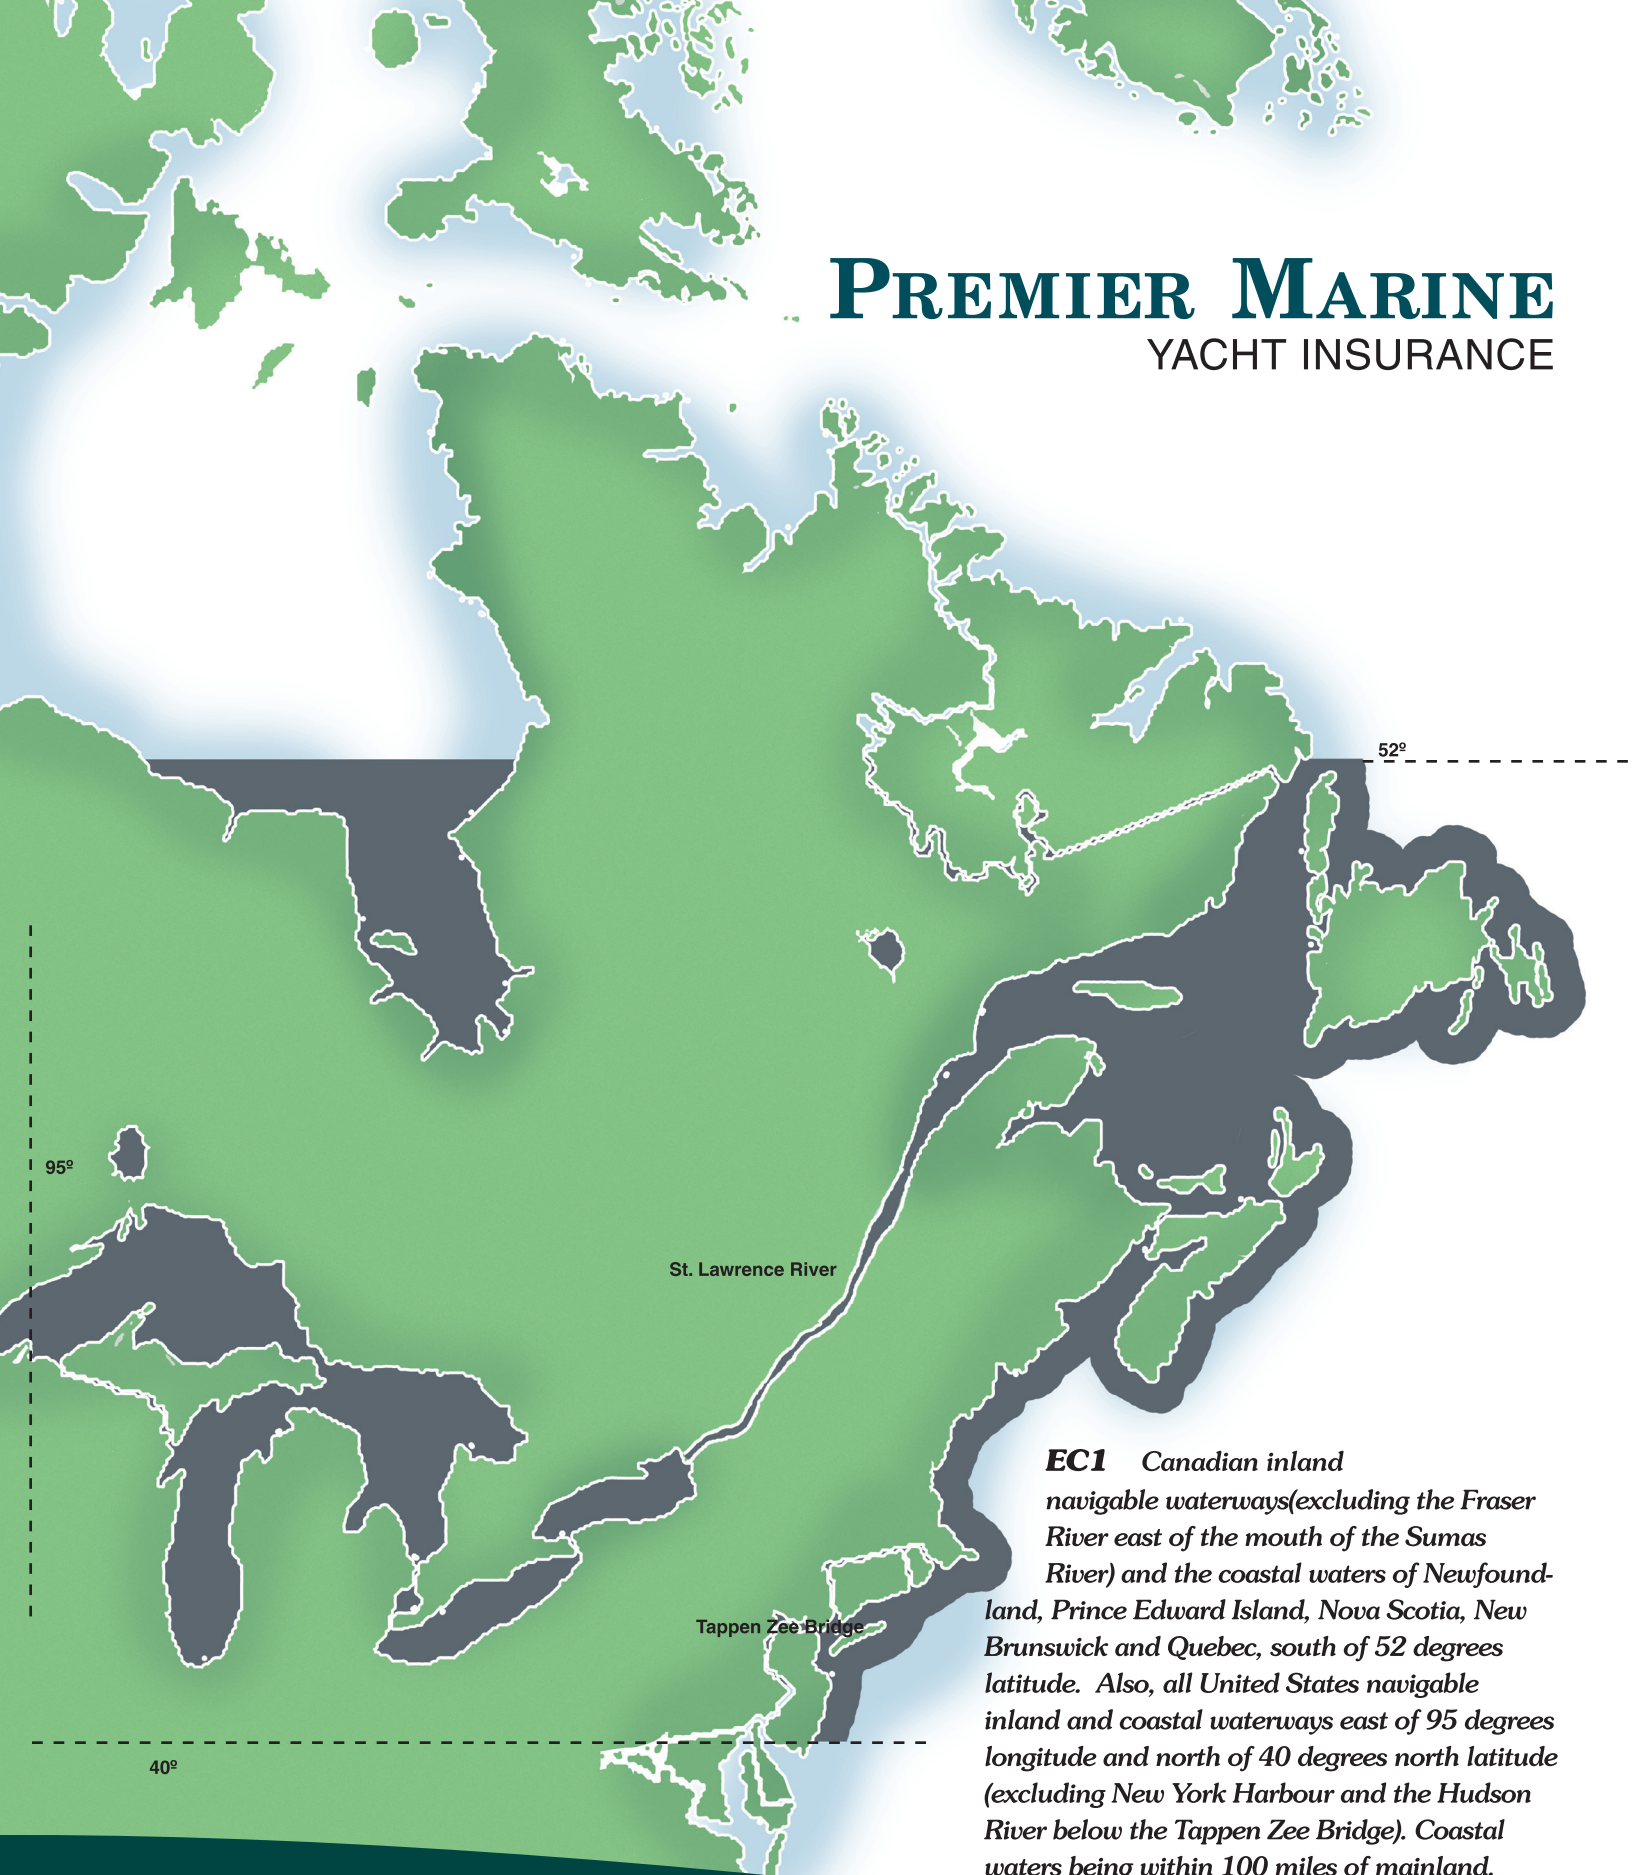 PREMIER MARINE
YACHT INSURANCE
52º
95º
St. Lawrence River
EC1 Canadian inland
navigable waterways(excluding the Fraser
River east of the mouth of the Sumas
River) and the coastal waters of Newfound-
land, Prince Edward Island, Nova Scotia, New
Brunswick and Quebec, south of 52 degrees
latitude. Also, all United States navigable
inland and coastal waterways east of 95 degrees
longitude and north of 40 degrees north latitude
(excluding New York Harbour and the Hudson
River below the Tappen Zee Bridge). Coastal
waters being within 100 miles of mainland.
Tappen Zee Bridge
40º